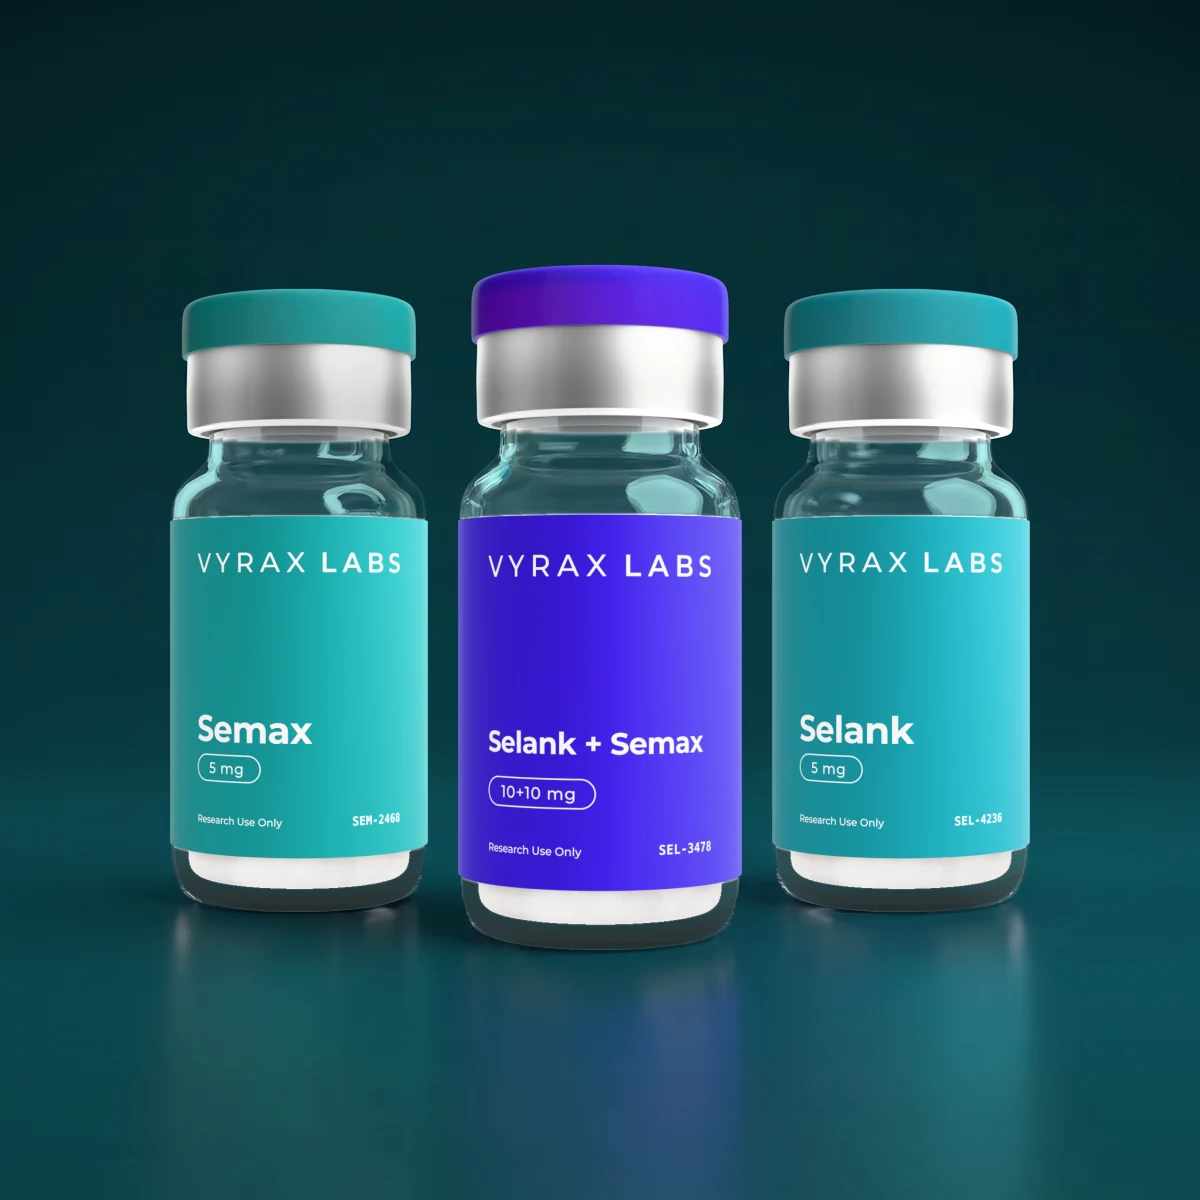 VYRAX LABS
Semax
5 mg
Research Use Only
SEM-2468
VYRAX LABS
Selank + Semax
10+10 mg
Research Use Only
SEL-3478
VYRAX LABS
Selank
5 mg
Research Use Only
SEL-4236